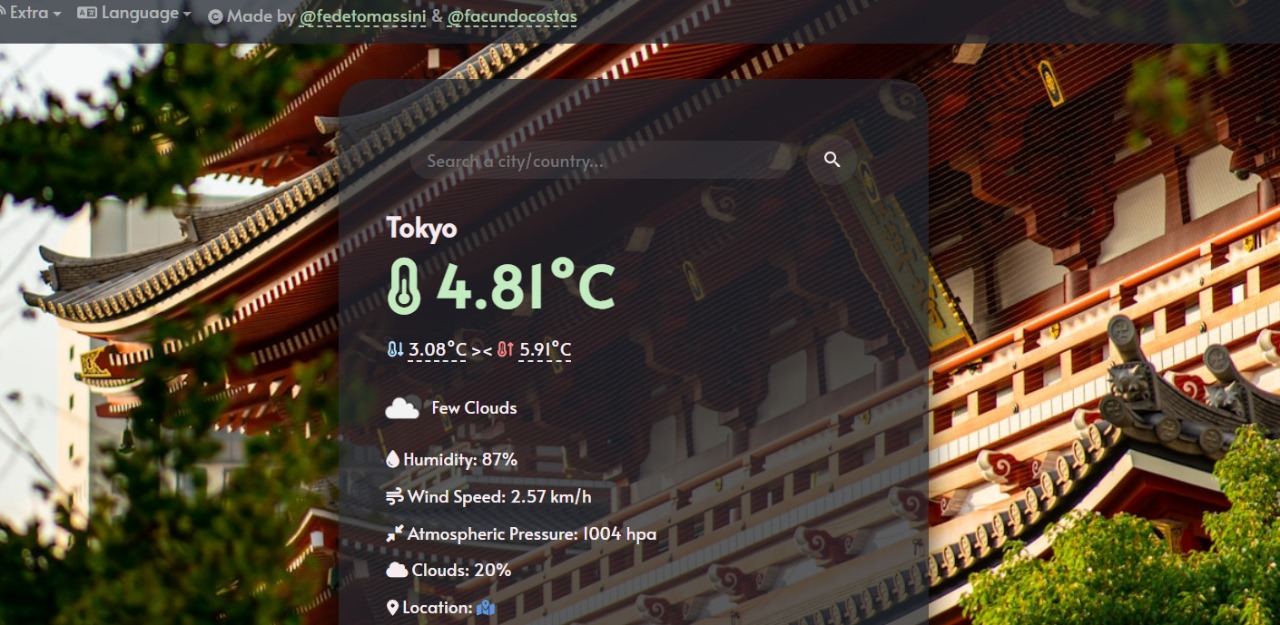 Extra Language Made by @fedetomassini & @facundocostas
Search a city/country...
Tokyo
4.81°C
3.08°C >< 5.91°C
Few Clouds
Humidity: 87%
Wind Speed: 2.57 km/h
Atmospheric Pressure: 1004 hpa
Clouds: 20%
Location: